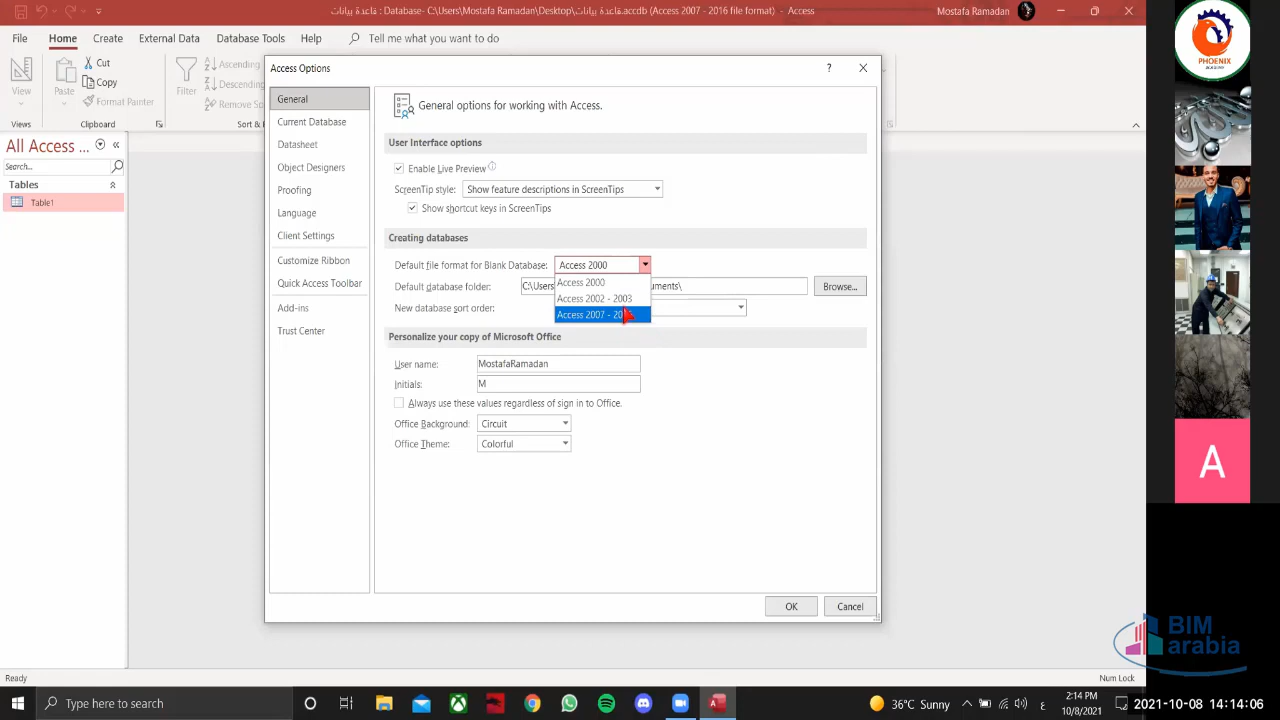 قاعدة بيانات : Database- C:\Users\Mostafa Ramadan\Desktop\قاعدة بيانات.accdb (Access 2007 - 2016 file format) - Access
Mostafa Ramadan
File Home Create External Data Database Tools Help Tell me what you want to do
View
Views
Paste
Cut
Copy
Format Painter
Clipboard
Filter
Ascending
Descending
Remove
Sort &
All Access ...
Search...
Tables
Table1
Access Options
?
General
Current Database
Datasheet
Object Designers
Proofing
Language
Client Settings
Customize Ribbon
Quick Access Toolbar
Add-ins
Trust Center
General options for working with Access.
User Interface options
Enable Live Preview
ScreenTip style: Show feature descriptions in ScreenTips
Show shortcut keys in ScreenTips
Creating databases
Default file format for Blank Database: Access 2000
Access 2000
Access 2002 - 2003
Access 2007 -
Default database folder: Browse...
New database sort order:
Personalize your copy of Microsoft Office
User name: MostafaRamadan
Initials: M
Always use these values regardless of sign in to Office.
Office Background: Circuit
Office Theme: Colorful
OK Cancel
Ready
Num Lock
Type here to search
36°C Sunny
ع
2:14 PM
10/8/2021
PHOENIX
A
BIM
arabia
2021-10-08 14:14:06